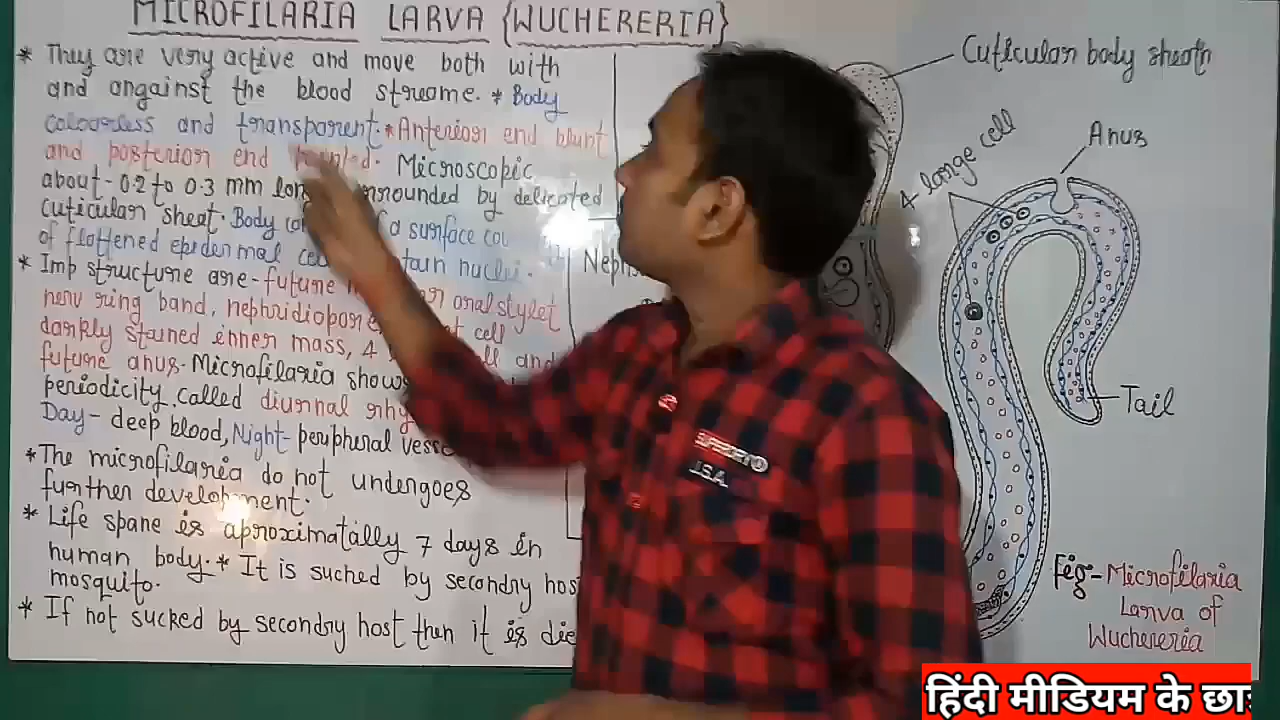 MICROFILARIA LARVA {WUCHERERIA}
* They are very active and move both with
and angainst the blood streame. * Body
colourless and transparent. * Anterior end blunt
and posterior end Microscopic
about - 0.2 to 0.3 mm by delicated
cuticular sheat. Body of a surface
of flattened epidermal nuclei.
* Imp structure are - future oral stylet
nerv ring band, nephridiopore cell
darkly stained inner mass, 4 and
future anus. Microfilaria shows
periodicity called diurnal
Day - deep blood, Night - peripheral
* The microfilaria do not undergoes
further development.
* Life spane is aproximatally 7 days in
human body. * It is suched by secondry
mosquito.
* If not sucked by secondry host then it is die
Cuticular body sheath
4 large cell
Anus
Tail
Fig - Microfilaria
Larva of
Wuchereria
J.S.A.
हिंदी मीडियम के